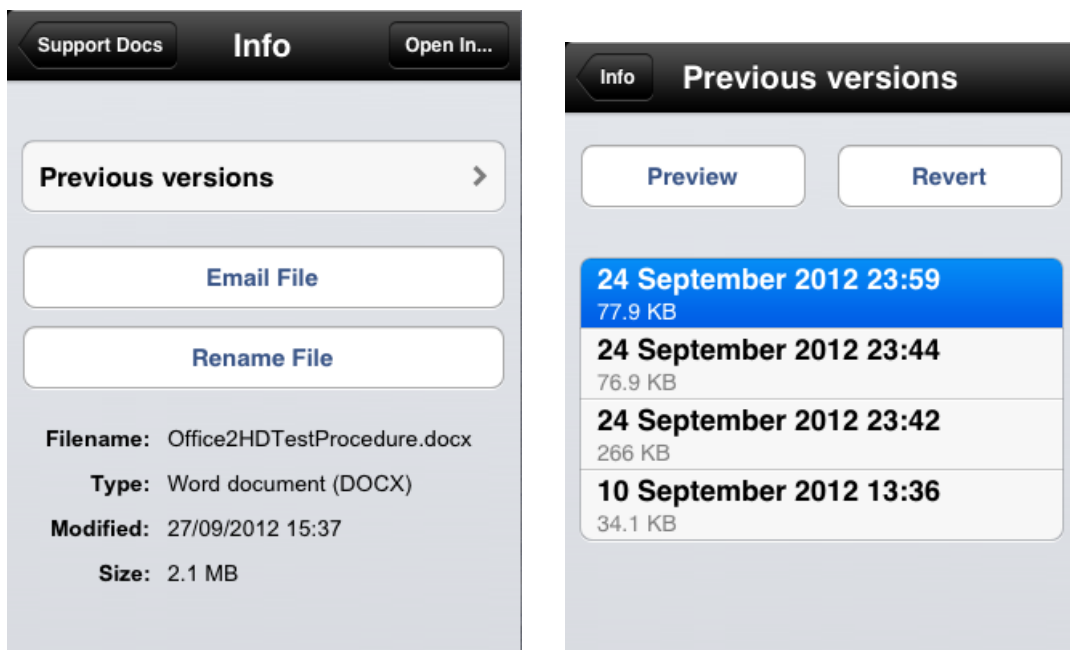 Support Docs
Info
Open In...
Previous versions
Email File
Rename File
Filename: Office2HDTestProcedure.docx
Type: Word document (DOCX)
Modified: 27/09/2012 15:37
Size: 2.1 MB
Info
Previous versions
Preview
Revert
24 September 2012 23:59
77.9 KB
24 September 2012 23:44
76.9 KB
24 September 2012 23:42
266 KB
10 September 2012 13:36
34.1 KB